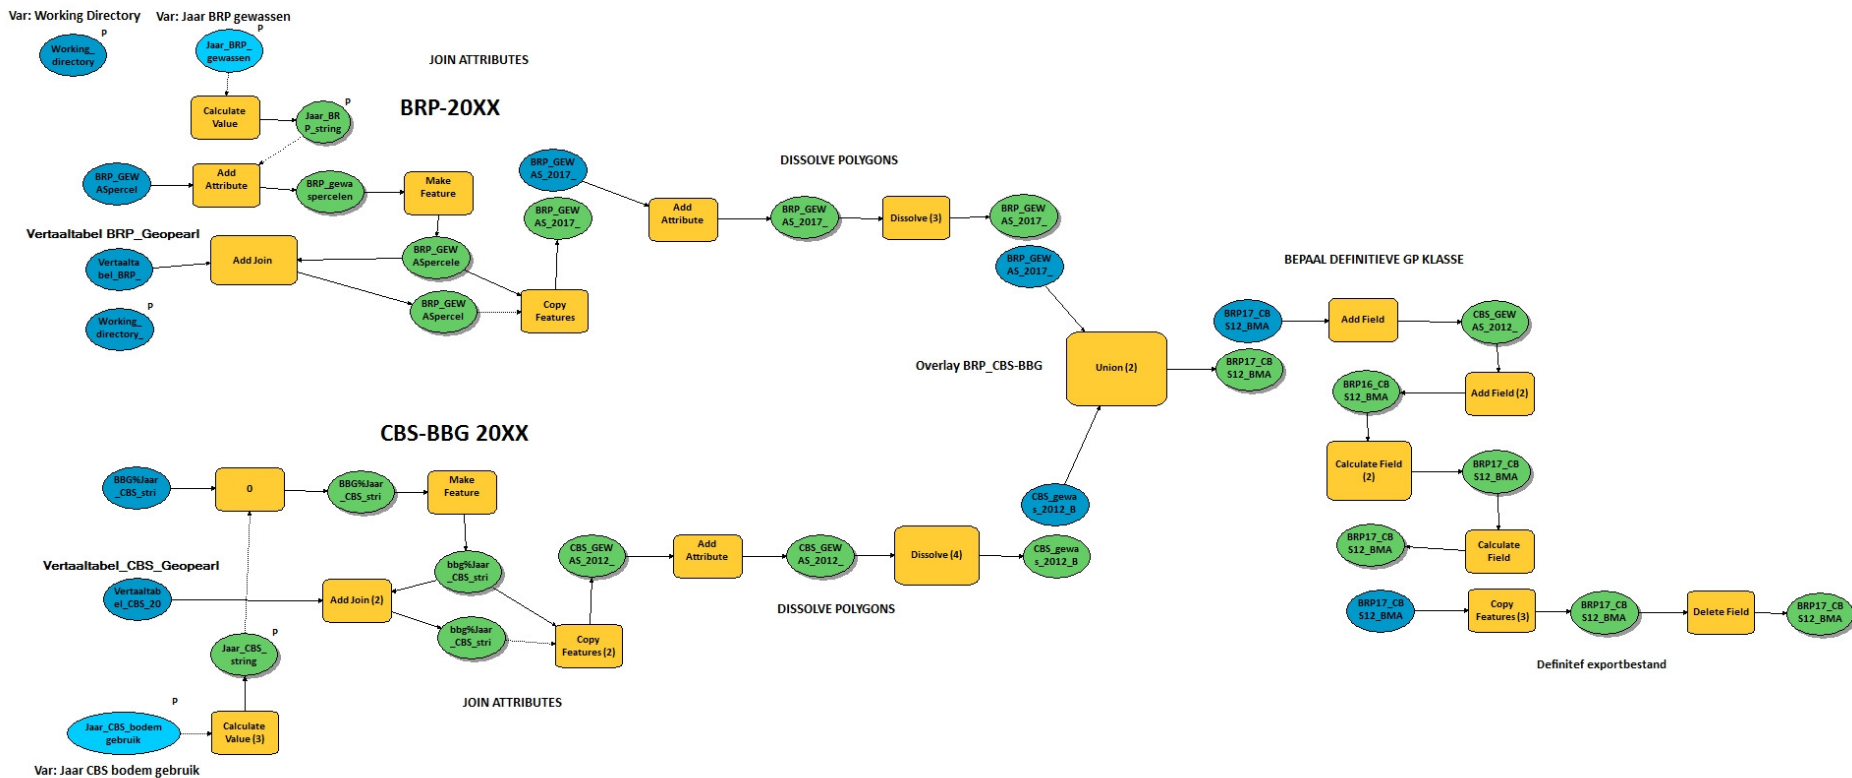 Var: Working Directory
Var: Jaar BRP gewassen
P
Working_
directory
P
Jaar_BRP_
gewassen
JOIN ATTRIBUTES
BRP-20XX
Calculate
Value
P
Jaar_BR
P_string
BRP_GEW
ASpercel
Add
Attribute
BRP_gewa
spercelen
Make
Feature
Vertaaltabel BRP_Geopearl
Vertaalta
bel_BRP_
Add Join
BRP_GEW
ASpercele
BRP_GEW
ASpercel
Copy
Features
P
Working_
directory_
BRP_GEW
AS_2017_
BRP_GEW
AS_2017_
DISSOLVE POLYGONS
Add
Attribute
BRP_GEW
AS_2017_
Dissolve (3)
BRP_GEW
AS_2017_
BRP_GEW
AS_2017_
Overlay BRP_CBS-BBG
Union (2)
BRP17_CB
S12_BMA
BEPAAL DEFINITIEVE GP KLASSE
BRP17_CB
S12_BMA
Add Field
CBS_GEW
AS_2012_
Add Field (2)
BRP16_CB
S12_BMA
Calculate Field
(2)
BRP17_CB
S12_BMA
Calculate
Field
BRP17_CB
S12_BMA
BRP17_CB
S12_BMA
Copy
Features (3)
BRP17_CB
S12_BMA
Delete Field
BRP17_CB
S12_BMA
Definitef exportbestand
CBS-BBG 20XX
BBG%Jaar
_CBS_stri
0
BBG%Jaar
_CBS_stri
Make
Feature
Vertaaltabel_CBS_Geopearl
Vertaaltab
el_CBS_20
Add Join (2)
bbg%Jaar
_CBS_stri
bbg%Jaar
_CBS_stri
Copy
Features (2)
CBS_GEW
AS_2012_
Add
Attribute
CBS_GEW
AS_2012_
Dissolve (4)
CBS_gewa
s_2012_B
CBS_gewa
s_2012_B
DISSOLVE POLYGONS
P
Jaar_CBS_
string
JOIN ATTRIBUTES
P
Jaar_CBS_bodem
gebruik
Calculate
Value (3)
Var: Jaar CBS bodem gebruik